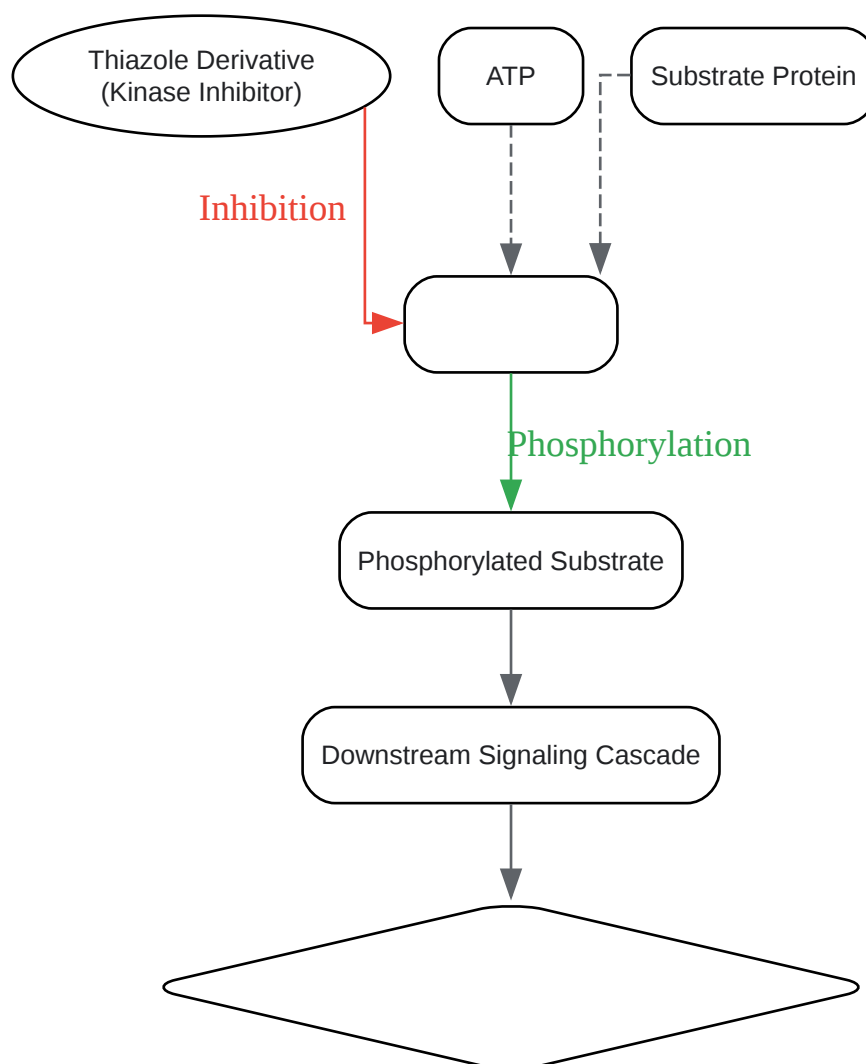 Thiazole Derivative
(Kinase Inhibitor)
ATP
Substrate Protein
Inhibition
Phosphorylation
Phosphorylated Substrate
Downstream Signaling Cascade